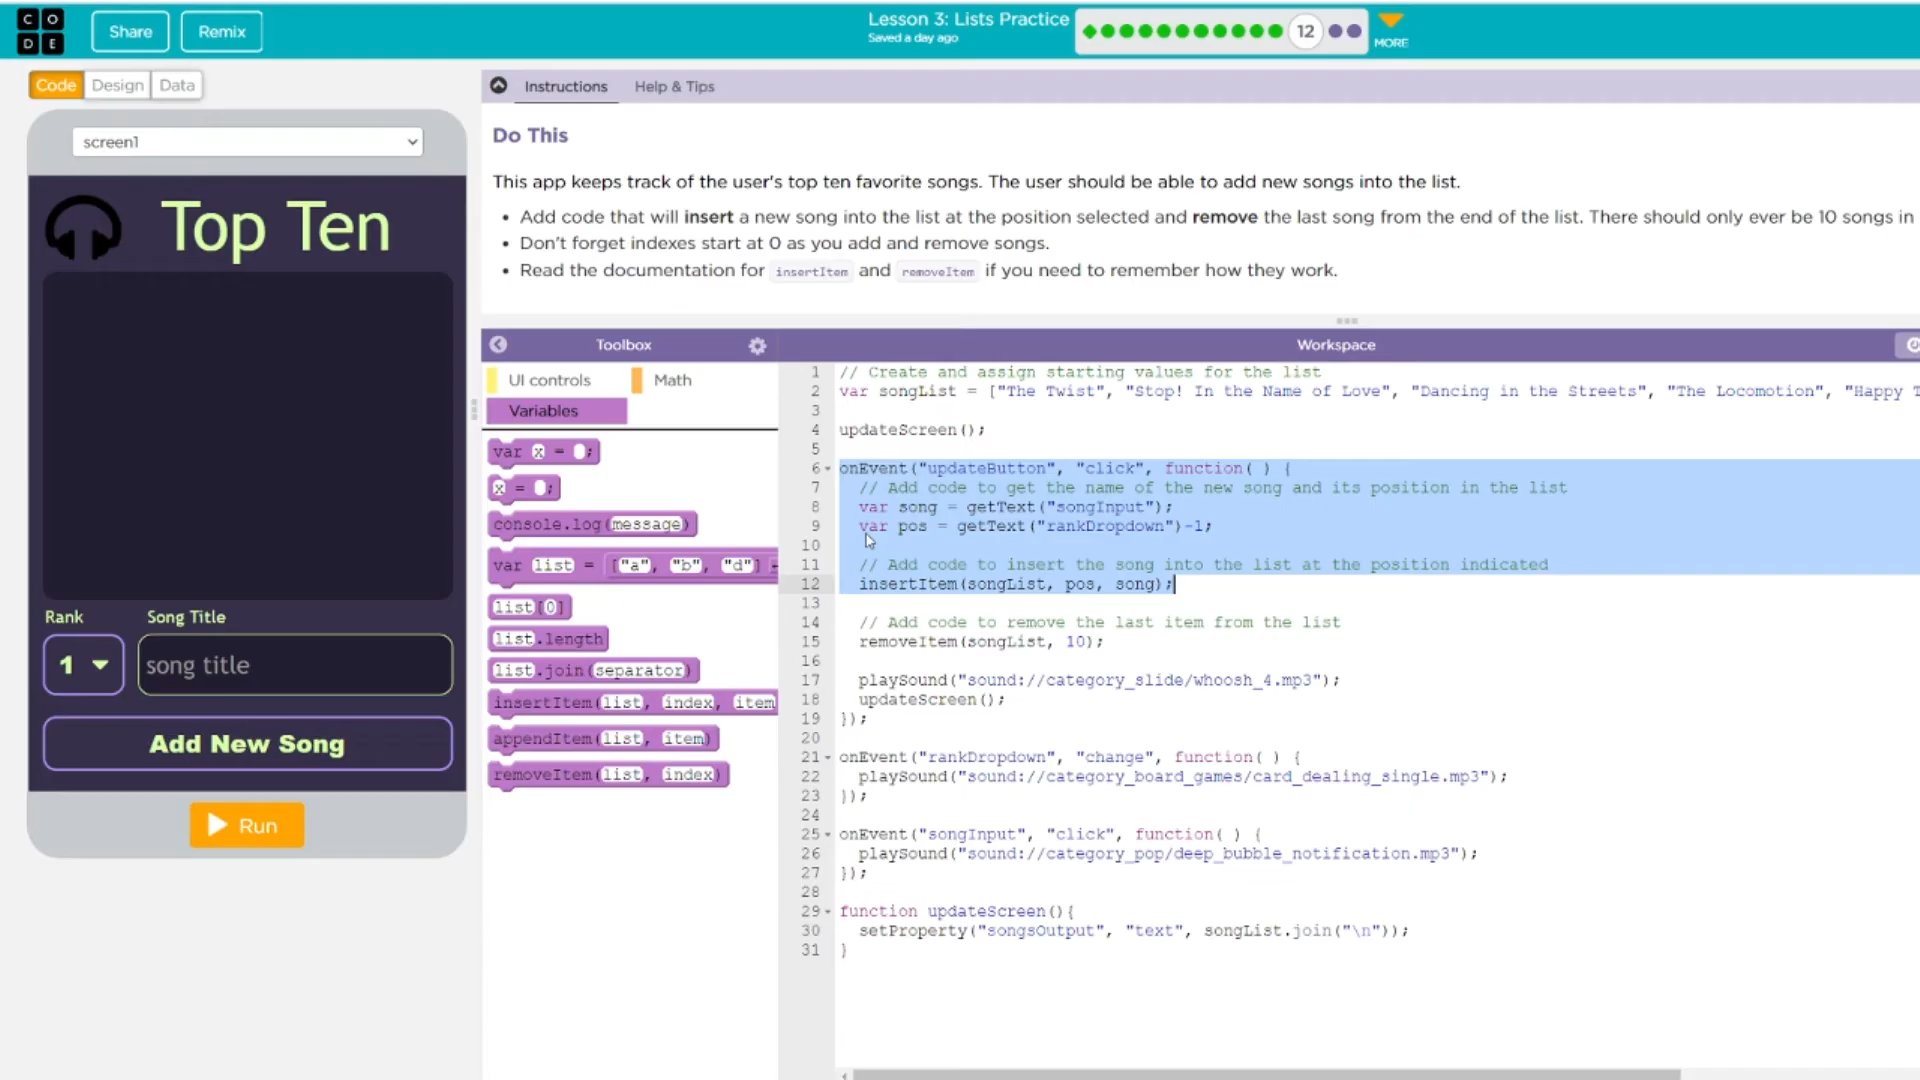 CODE
Share
Remix
Lesson 3: Lists Practice
Saved a day ago
12
MORE
Code
Design
Data
screen1
Top Ten
Rank
Song Title
1
song title
Add New Song
Run
Instructions
Help & Tips
Do This
This app keeps track of the user's top ten favorite songs. The user should be able to add new songs into the list.
• Add code that will insert a new song into the list at the position selected and remove the last song from the end of the list. There should only ever be 10 songs in
• Don't forget indexes start at 0 as you add and remove songs.
• Read the documentation for insertItem and removeItem if you need to remember how they work.
Toolbox
UI controls
Math
Variables
var x = ;
x = ;
console.log(message)
var list = ["a", "b", "d"]
list[0]
list.length
list.join(separator)
insertItem(list, index, item
appendItem(list, item)
removeItem(list, index)
Workspace
1 // Create and assign starting values for the list
2 var songList = ["The Twist", "Stop! In the Name of Love", "Dancing in the Streets", "The Locomotion", "Happy T
3
4 updateScreen();
5
6 onEvent("updateButton", "click", function( ) {
7 // Add code to get the name of the new song and its position in the list
8 var song = getText("songInput");
9 var pos = getText("rankDropdown")-1;
10
11 // Add code to insert the song into the list at the position indicated
12 insertItem(songList, pos, song);
13
14 // Add code to remove the last item from the list
15 removeItem(songList, 10);
16
17 playSound("sound://category_slide/whoosh_4.mp3");
18 updateScreen();
19 });
20
21 onEvent("rankDropdown", "change", function( ) {
22 playSound("sound://category_board_games/card_dealing_single.mp3");
23 });
24
25 onEvent("songInput", "click", function( ) {
26 playSound("sound://category_pop/deep_bubble_notification.mp3");
27 });
28
29 function updateScreen(){
30 setProperty("songsOutput", "text", songList.join("\n"));
31 }